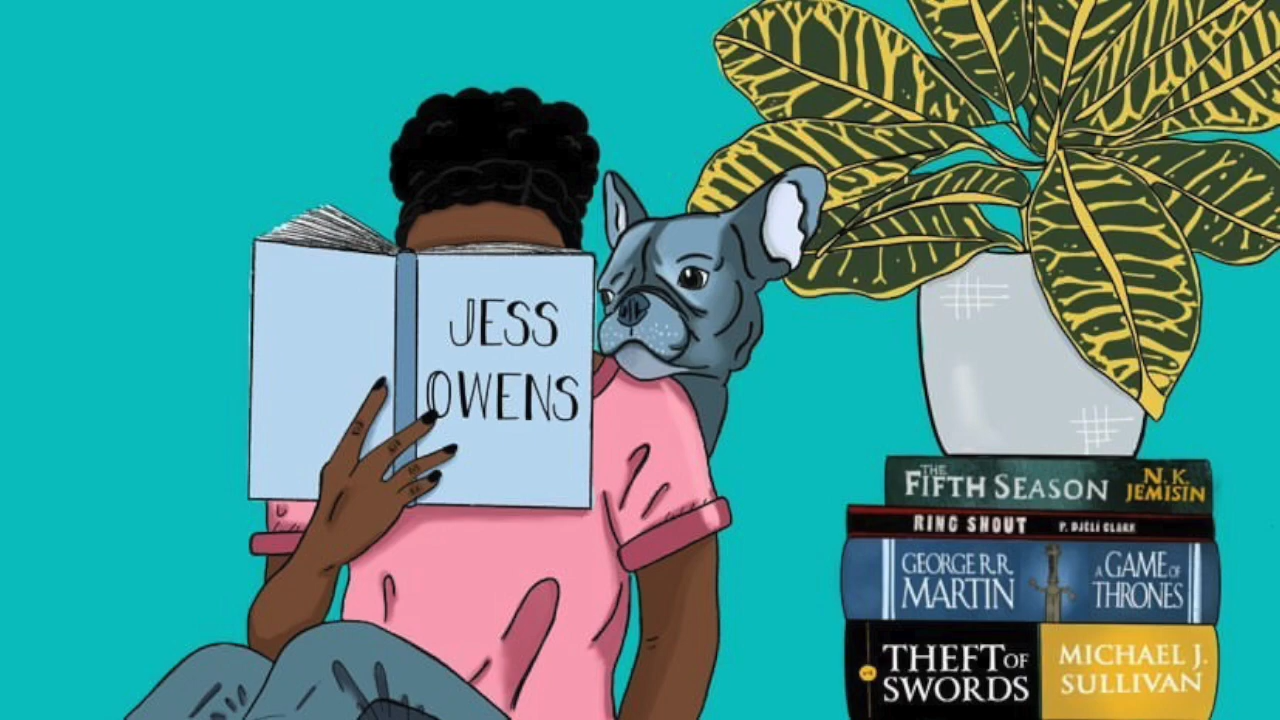 JESS
OWENS
THE
FIFTH SEASON
N. K.
JEMISIN
RING SHOUT
P. DJÈLÍ CLARK
GEORGE R.R.
MARTIN
A GAME OF
THRONES
THEFT OF
SWORDS
MICHAEL J.
SULLIVAN